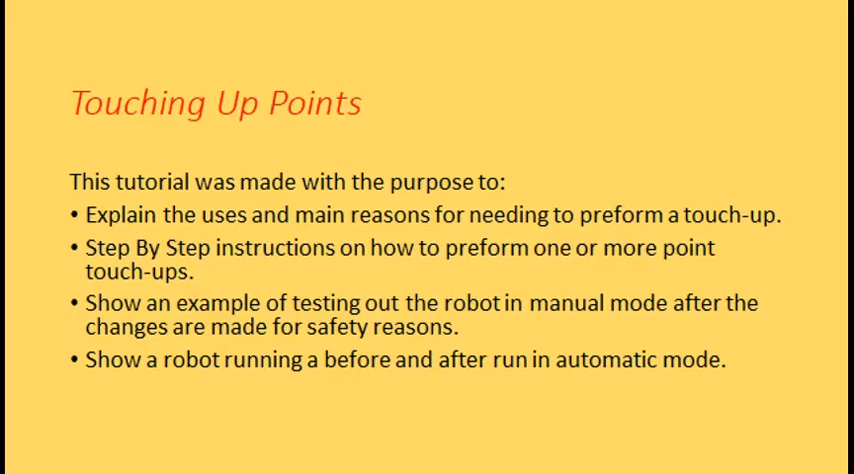 Touching Up Points
This tutorial was made with the purpose to:
• Explain the uses and main reasons for needing to preform a touch-up.
• Step By Step instructions on how to preform one or more point
touch-ups.
• Show an example of testing out the robot in manual mode after the
changes are made for safety reasons.
• Show a robot running a before and after run in automatic mode.